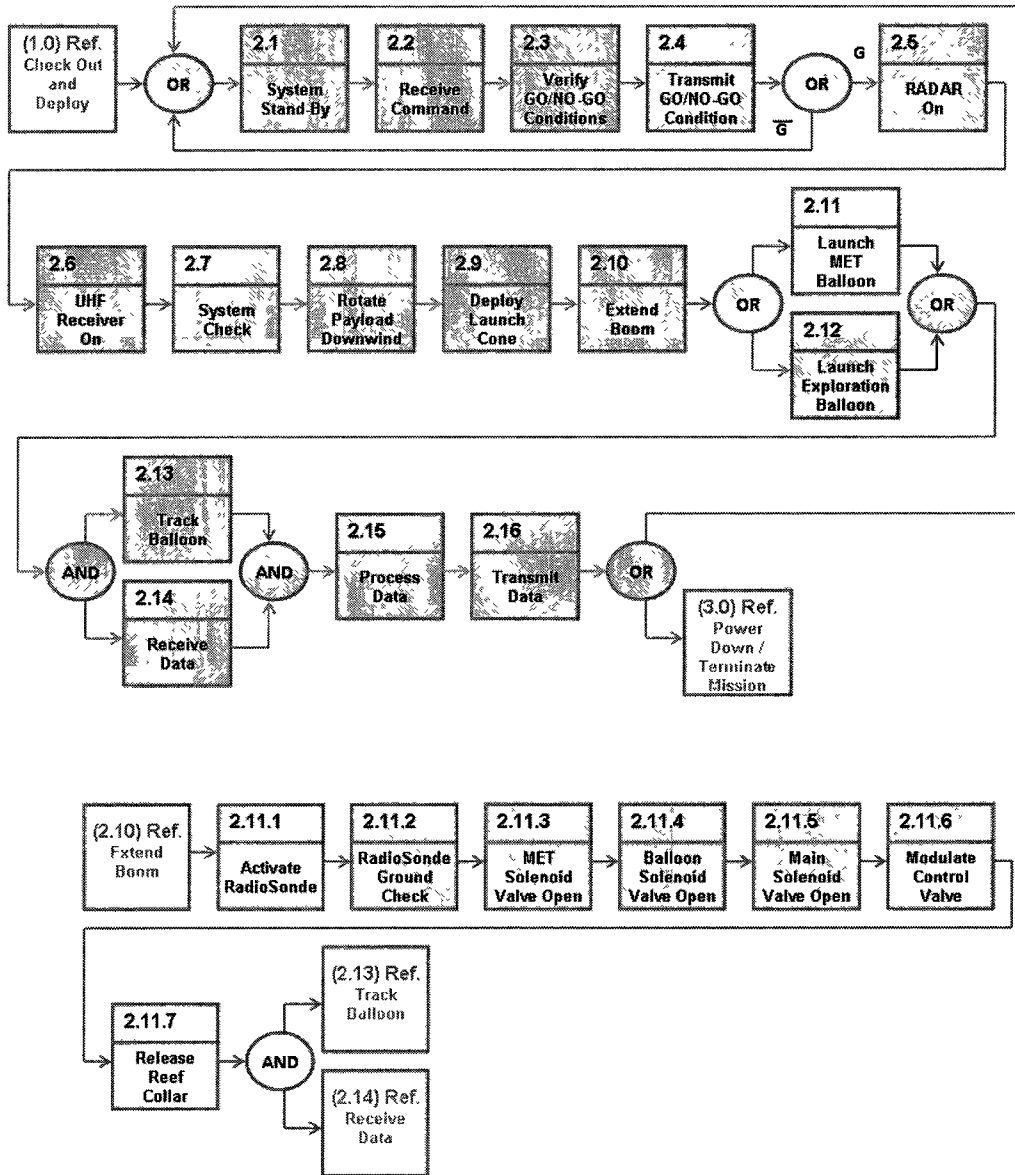 (1.0) Ref.
Check Out
and
Deploy
OR
2.1
System
Stand-By
2.2
Receive
Command
2.3
Verify
GO/NO-GO
Conditions
2.4
Transmit
GO/NO-GO
Condition
OR
G
G̅
2.5
RADAR
On
2.6
UHF
Receiver
On
2.7
System
Check
2.8
Rotate
Payload
Downwind
2.9
Deploy
Launch
Cone
2.10
Extend
Boom
OR
2.11
Launch
MET
Balloon
2.12
Launch
Exploration
Balloon
OR
AND
2.13
Track
Balloon
2.14
Receive
Data
AND
2.15
Process
Data
2.16
Transmit
Data
OR
(3.0) Ref.
Power
Down /
Terminate
Mission
(2.10) Ref.
Extend
Boom
2.11.1
Activate
RadioSonde
2.11.2
RadioSonde
Ground
Check
2.11.3
MET
Solenoid
Valve Open
2.11.4
Balloon
Solenoid
Valve Open
2.11.5
Main
Solenoid
Valve Open
2.11.6
Modulate
Control
Valve
2.11.7
Release
Reef
Collar
AND
(2.13) Ref.
Track
Balloon
(2.14) Ref.
Receive
Data